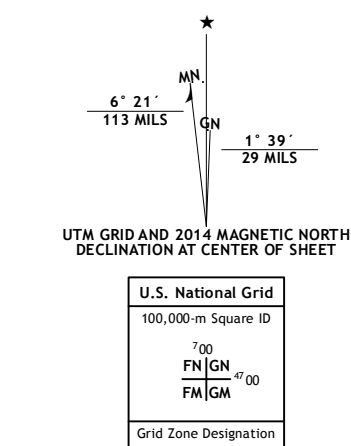 ★
MN.
6° 21´
113 MILS
GN
1° 39´
29 MILS
UTM GRID AND 2014 MAGNETIC NORTH
DECLINATION AT CENTER OF SHEET
U.S. National Grid
100,000-m Square ID
⁷00
FN GN
⁴⁷00
FM GM
Grid Zone Designation